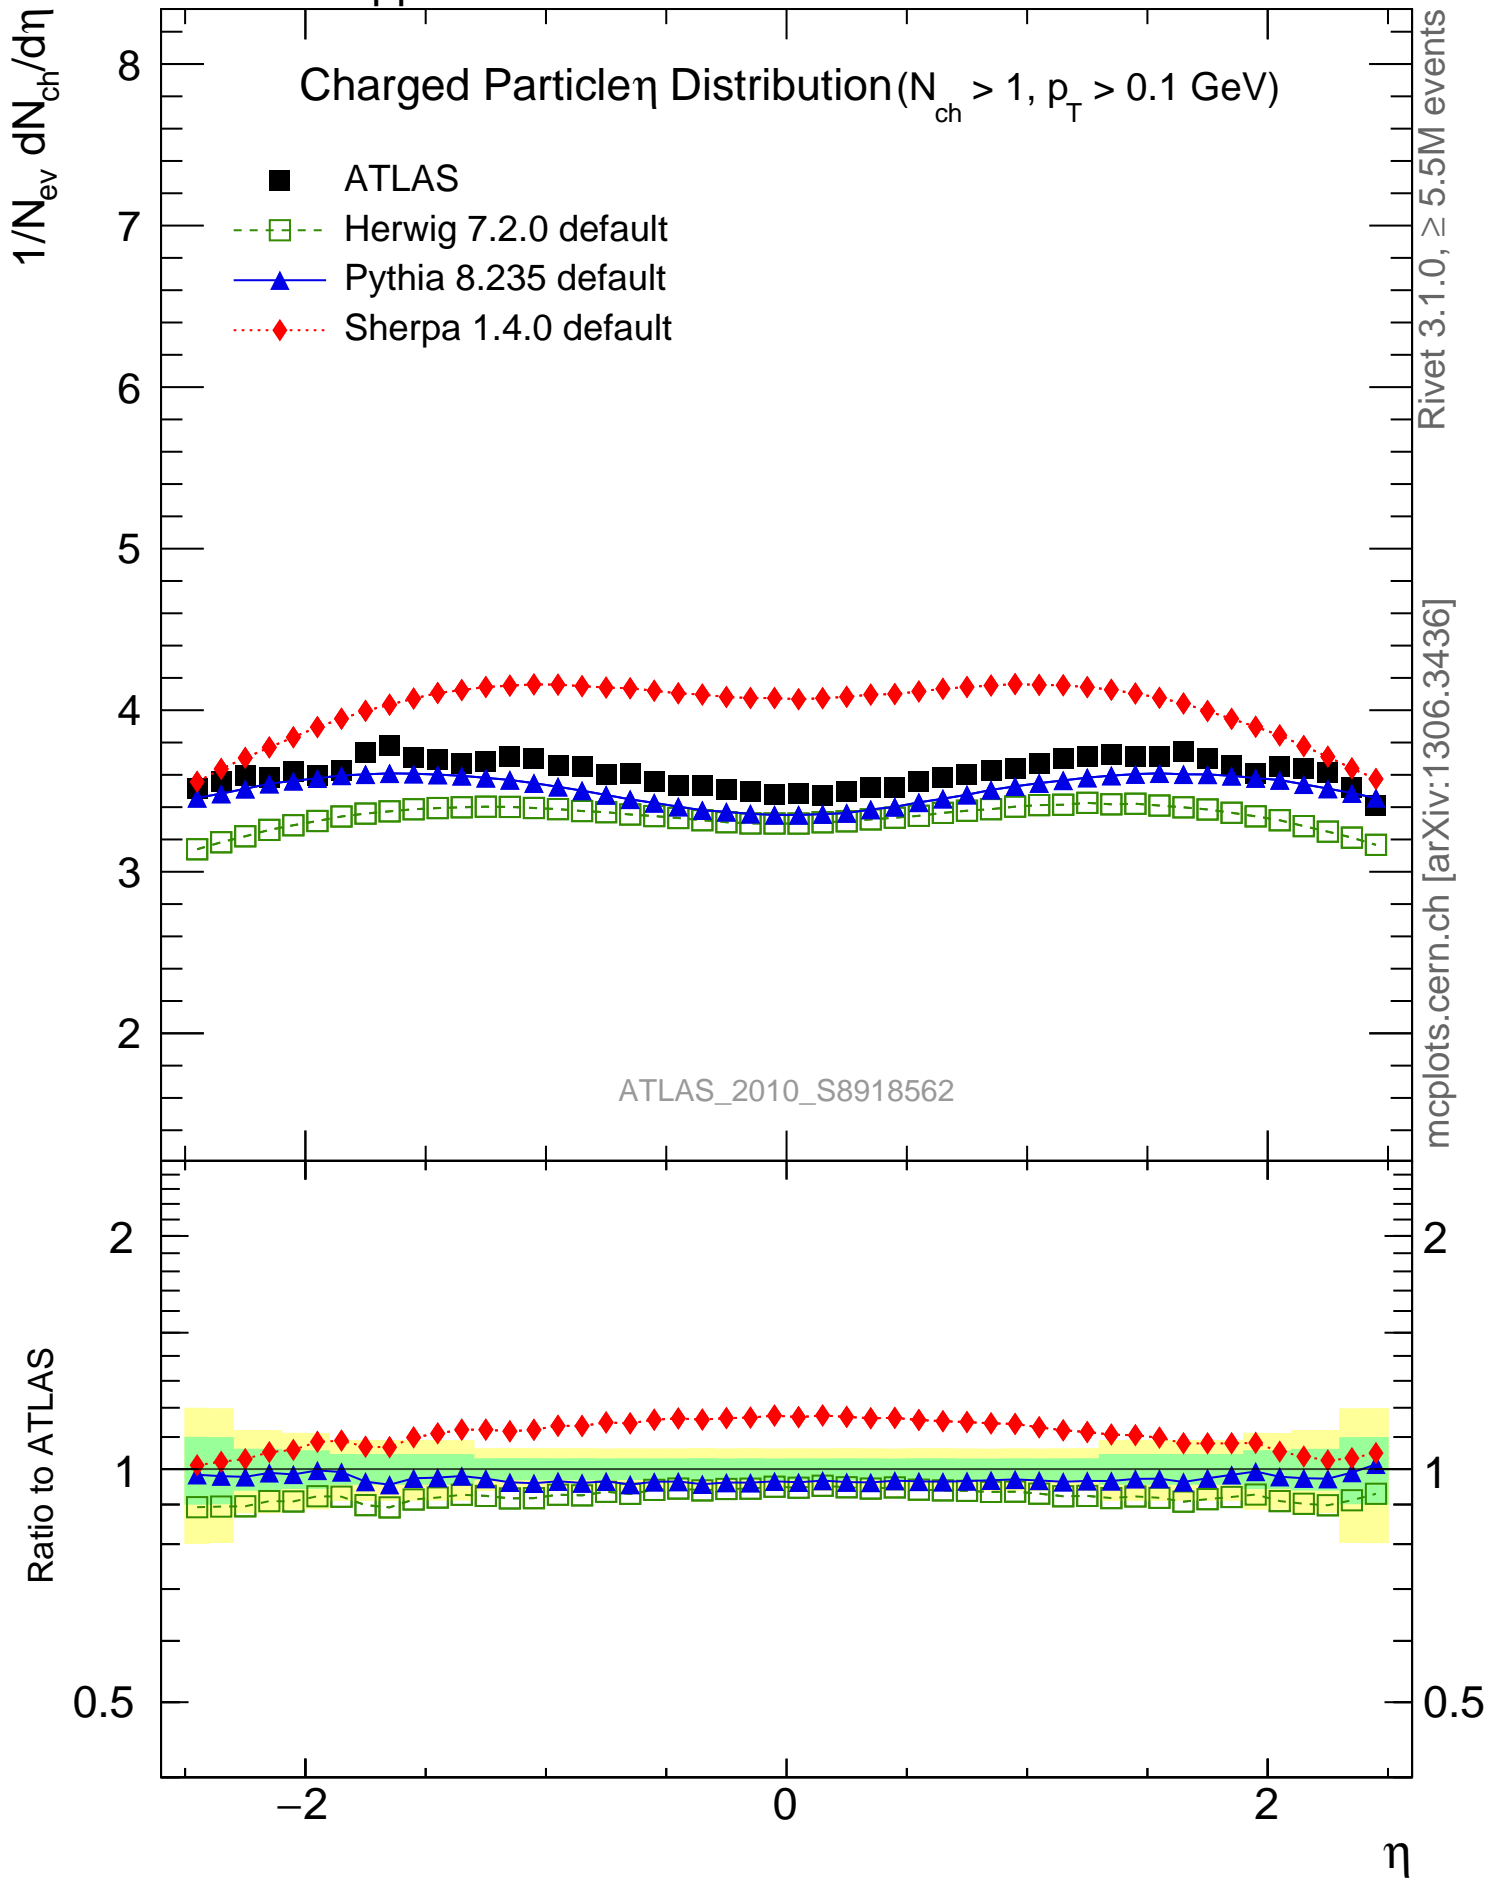 pp
1/N_ev dN_ch/dη
Charged Particle η Distribution (N_ch > 1, p_T > 0.1 GeV)
ATLAS
Herwig 7.2.0 default
Pythia 8.235 default
Sherpa 1.4.0 default
8
7
6
5
4
3
2
ATLAS_2010_S8918562
Rivet 3.1.0, ≥ 5.5M events
mcplots.cern.ch [arXiv:1306.3436]
Ratio to ATLAS
2
1
0.5
2
1
0.5
−2
0
2
η